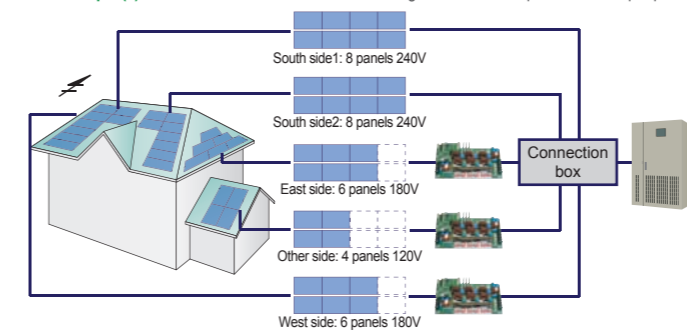 South side1: 8 panels 240V
South side2: 8 panels 240V
East side: 6 panels 180V
Connection
box
Other side: 4 panels 120V
West side: 6 panels 180V